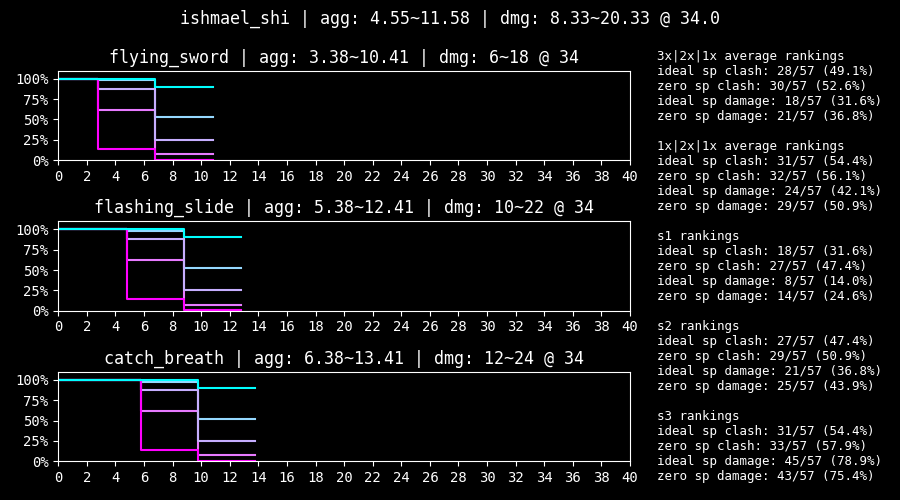 ishmael_shi | agg: 4.55~11.58 | dmg: 8.33~20.33 @ 34.0
flying_sword | agg: 3.38~10.41 | dmg: 6~18 @ 34
100%
75%
50%
25%
0%
0 2 4 6 8 10 12 14 16 18 20 22 24 26 28 30 32 34 36 38 40
flashing_slide | agg: 5.38~12.41 | dmg: 10~22 @ 34
100%
75%
50%
25%
0%
0 2 4 6 8 10 12 14 16 18 20 22 24 26 28 30 32 34 36 38 40
catch_breath | agg: 6.38~13.41 | dmg: 12~24 @ 34
100%
75%
50%
25%
0%
0 2 4 6 8 10 12 14 16 18 20 22 24 26 28 30 32 34 36 38 40
3x|2x|1x average rankings
ideal sp clash: 28/57 (49.1%)
zero sp clash: 30/57 (52.6%)
ideal sp damage: 18/57 (31.6%)
zero sp damage: 21/57 (36.8%)
1x|2x|1x average rankings
ideal sp clash: 31/57 (54.4%)
zero sp clash: 32/57 (56.1%)
ideal sp damage: 24/57 (42.1%)
zero sp damage: 29/57 (50.9%)
s1 rankings
ideal sp clash: 18/57 (31.6%)
zero sp clash: 27/57 (47.4%)
ideal sp damage: 8/57 (14.0%)
zero sp damage: 14/57 (24.6%)
s2 rankings
ideal sp clash: 27/57 (47.4%)
zero sp clash: 29/57 (50.9%)
ideal sp damage: 21/57 (36.8%)
zero sp damage: 25/57 (43.9%)
s3 rankings
ideal sp clash: 31/57 (54.4%)
zero sp clash: 33/57 (57.9%)
ideal sp damage: 45/57 (78.9%)
zero sp damage: 43/57 (75.4%)